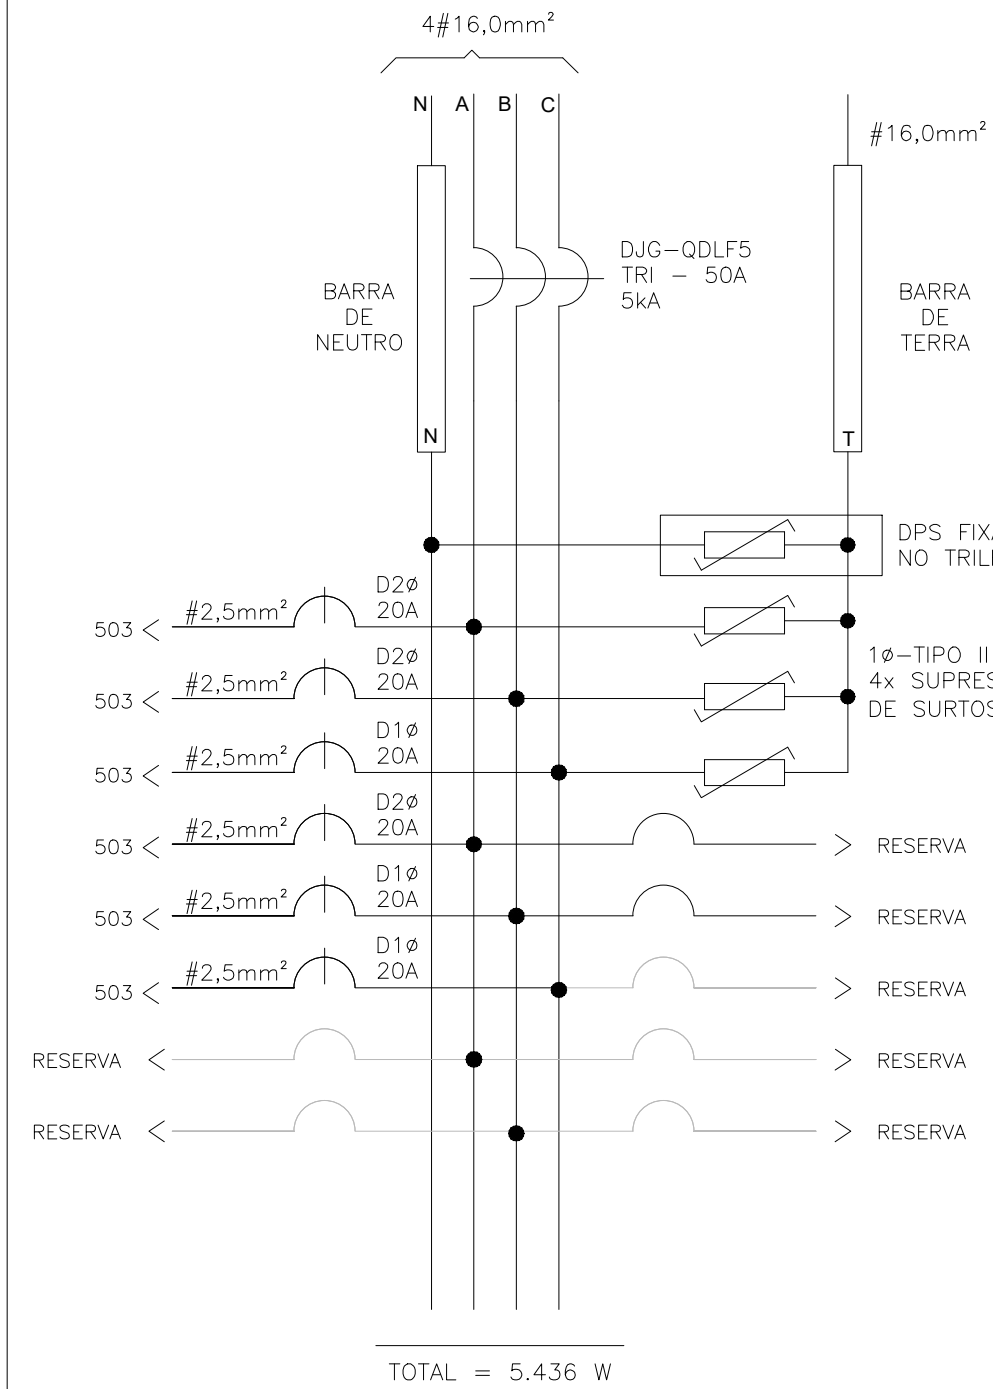 4#16,0mm²
N A B C
#16,0mm²
DJG-QDLF5
TRI - 50A
5kA
BARRA
DE
NEUTRO
BARRA
DE
TERRA
N
T
DPS
NO
D2ø
20A
#2,5mm²
503
1ø-TIPO II
4x
DE SURTOS
D2ø
20A
#2,5mm²
503
D1ø
20A
#2,5mm²
503
D2ø
20A
#2,5mm²
503
RESERVA
D1ø
20A
#2,5mm²
503
RESERVA
D1ø
20A
#2,5mm²
503
RESERVA
RESERVA
RESERVA
RESERVA
RESERVA
TOTAL = 5.436 W